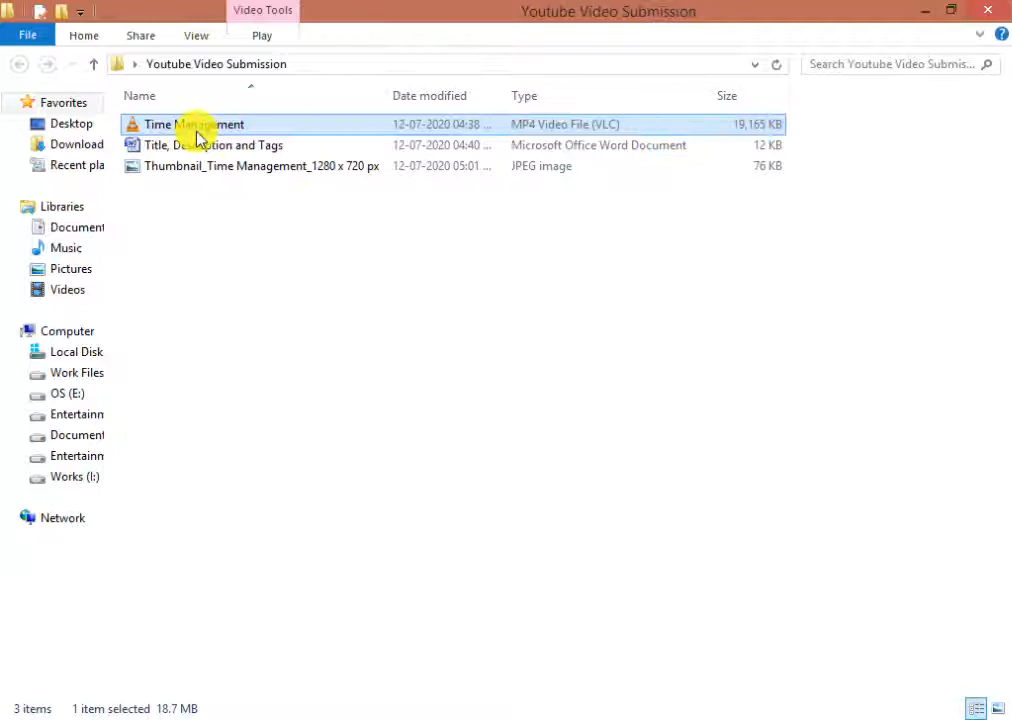 Video Tools
Youtube Video Submission
File Home Share View Play
Youtube Video Submission
Search Youtube Video Submis...
Name Date modified Type Size
Favorites
Desktop
Download
Recent pla
Libraries
Document
Music
Pictures
Videos
Computer
Local Disk
Work Files
OS (E:)
Entertainn
Document
Entertainn
Works (I:)
Network
Time Management 12-07-2020 04:38 ... MP4 Video File (VLC) 19,165 KB
Title, Description and Tags 12-07-2020 04:40 ... Microsoft Office Word Document 12 KB
Thumbnail_Time Management_1280 x 720 px 12-07-2020 05:01 ... JPEG image 76 KB
3 items 1 item selected 18.7 MB